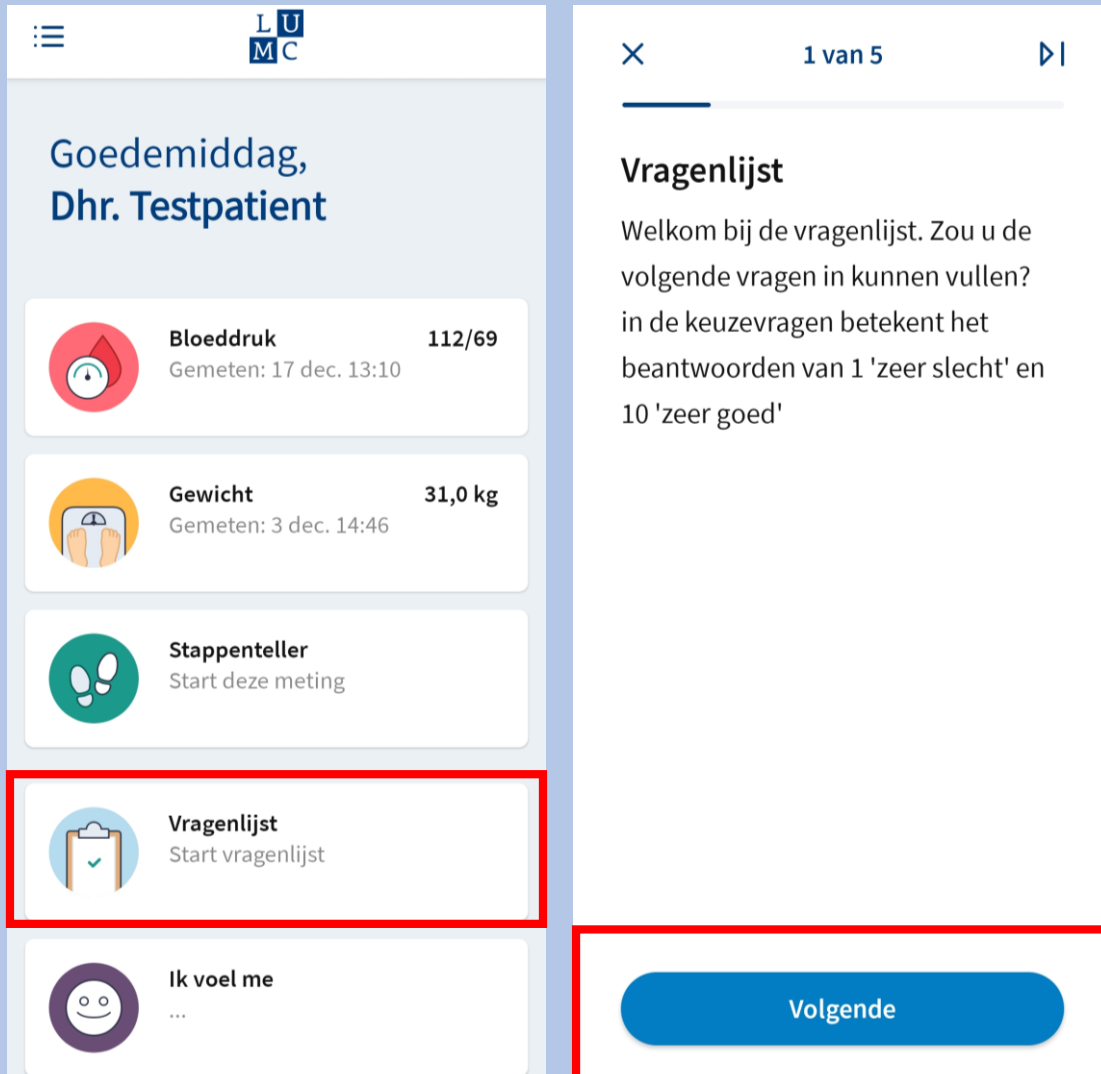 L U
M C
Goedemiddag,
Dhr. Testpatient
Bloeddruk 112/69
Gemeten: 17 dec. 13:10
Gewicht 31,0 kg
Gemeten: 3 dec. 14:46
Stappenteller
Start deze meting
Vragenlijst
Start vragenlijst
Ik voel me
...
1 van 5
Vragenlijst
Welkom bij de vragenlijst. Zou u de
volgende vragen in kunnen vullen?
in de keuzevragen betekent het
beantwoorden van 1 'zeer slecht' en
10 'zeer goed'
Volgende